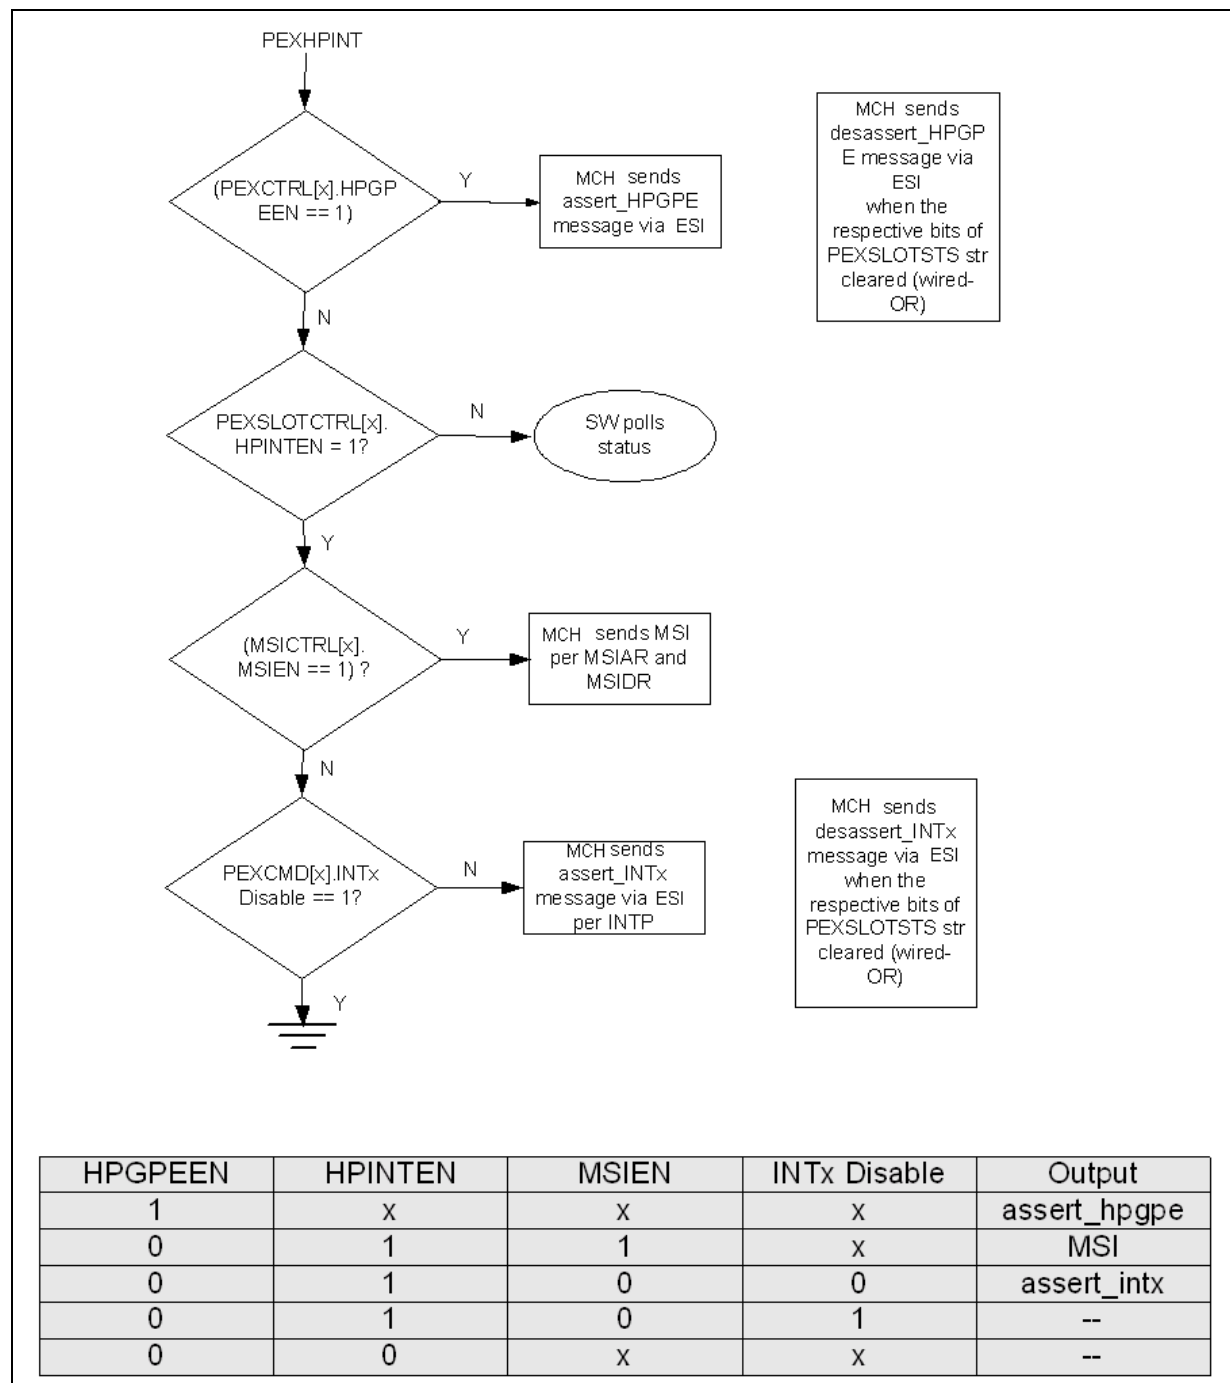 PEXHPINT
(PEXCTRL[x].HPGP
EEN == 1)
Y
MCH sends
assert_HPGPE
message via ESI
MCH sends
desassert_HPGP
E message via
ESI
when the
respective bits of
PEXSLOTSTS str
cleared (wired-
OR)
N
PEXSLOTCTRL[x].
HPINTEN = 1?
N
SW polls
status
Y
(MSICTRL[x].
MSIEN == 1) ?
Y
MCH sends MSI
per MSIAR and
MSIDR
N
PEXCMD[x].INTx
Disable == 1?
N
MCH sends
assert_INTx
message via ESI
per INTP
MCH sends
desassert_INTx
message via ESI
when the
respective bits of
PEXSLOTSTS str
cleared (wired-
OR)
Y
HPGPEEN HPINTEN MSIEN INTx Disable Output
1 x x x assert_hpgpe
0 1 1 x MSI
0 1 0 0 assert_intx
0 1 0 1 --
0 0 x x --